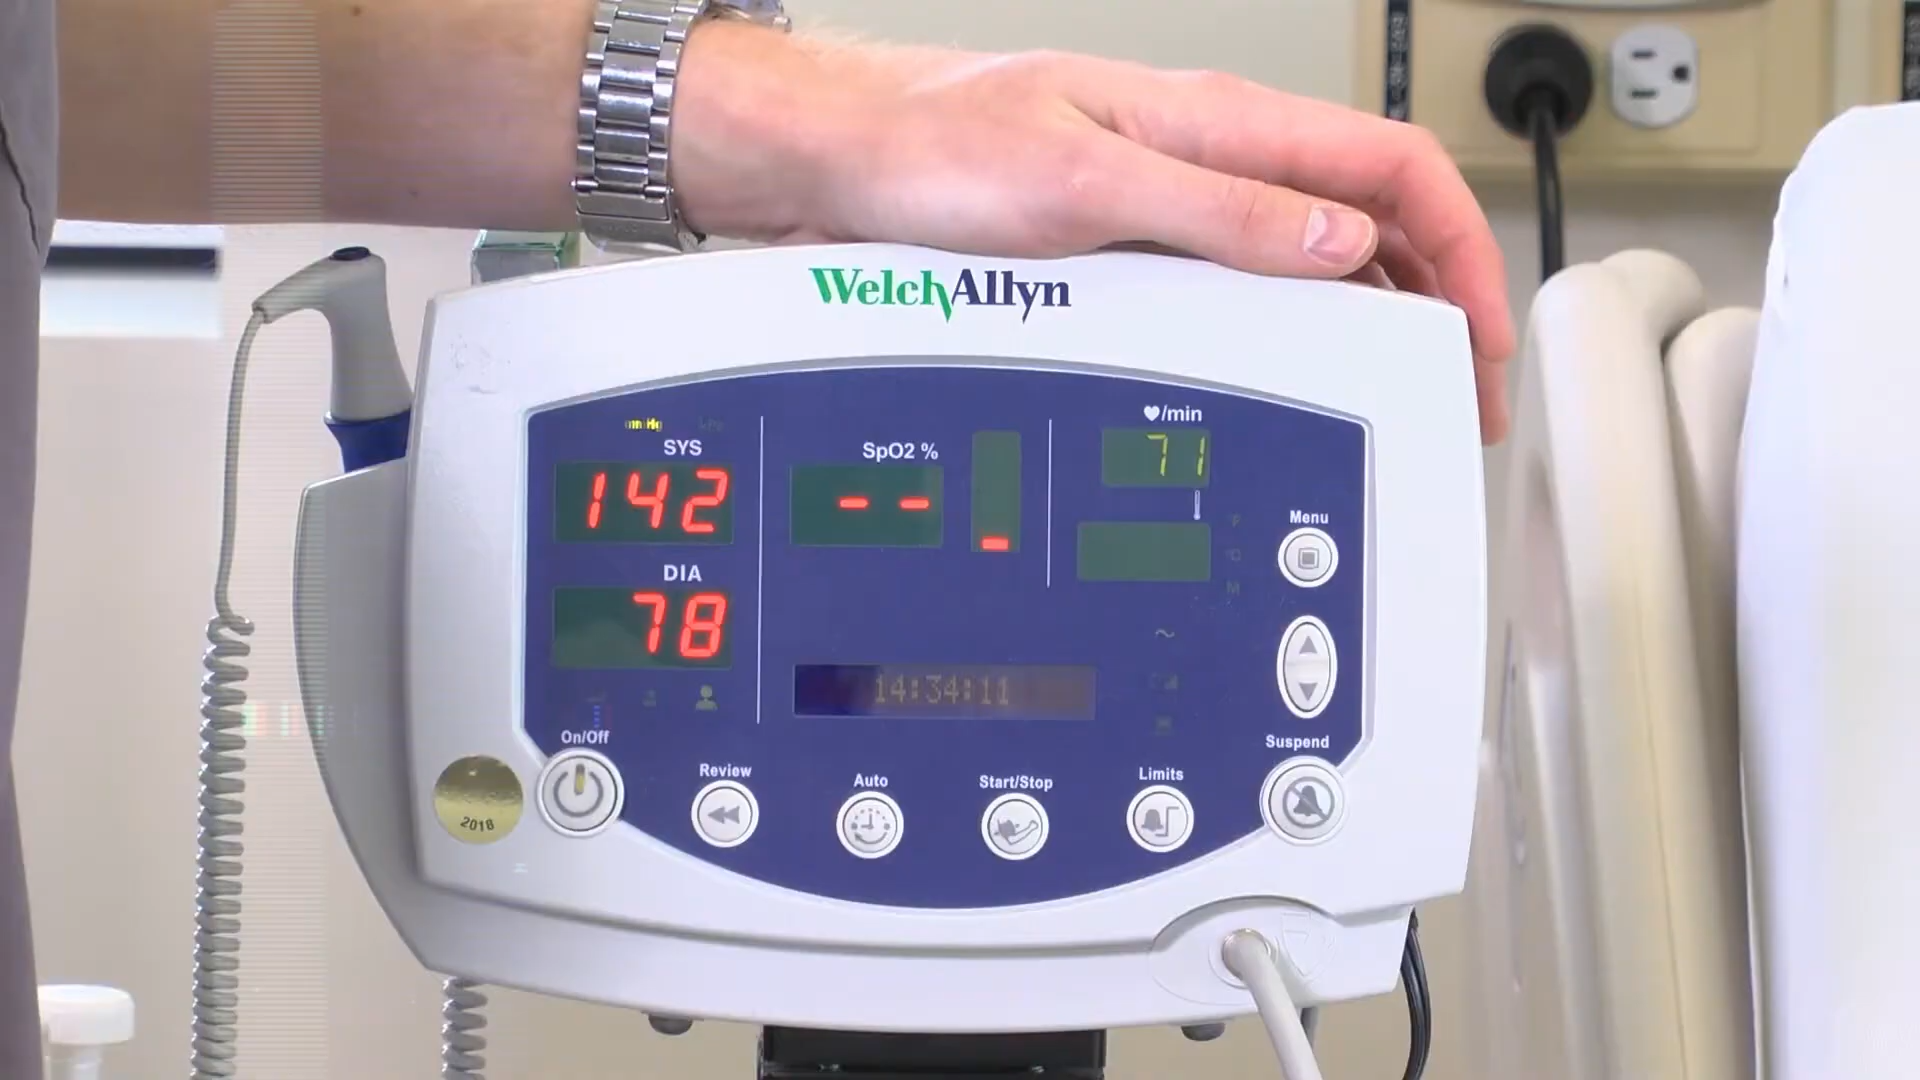 WelchAllyn
mmHg
kPa
SYS
142
SpO2 %
- -
♥/min
71
DIA
78
°F
°C
M
Menu
14:34:11
On/Off
Review
Auto
Start/Stop
Limits
Suspend
2018